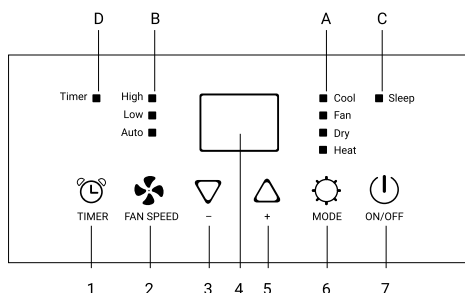 D B A C
Timer High Cool Sleep
Low Fan
Auto Dry
Heat
TIMER FAN SPEED − + MODE ON/OFF
1 2 3 4 5 6 7